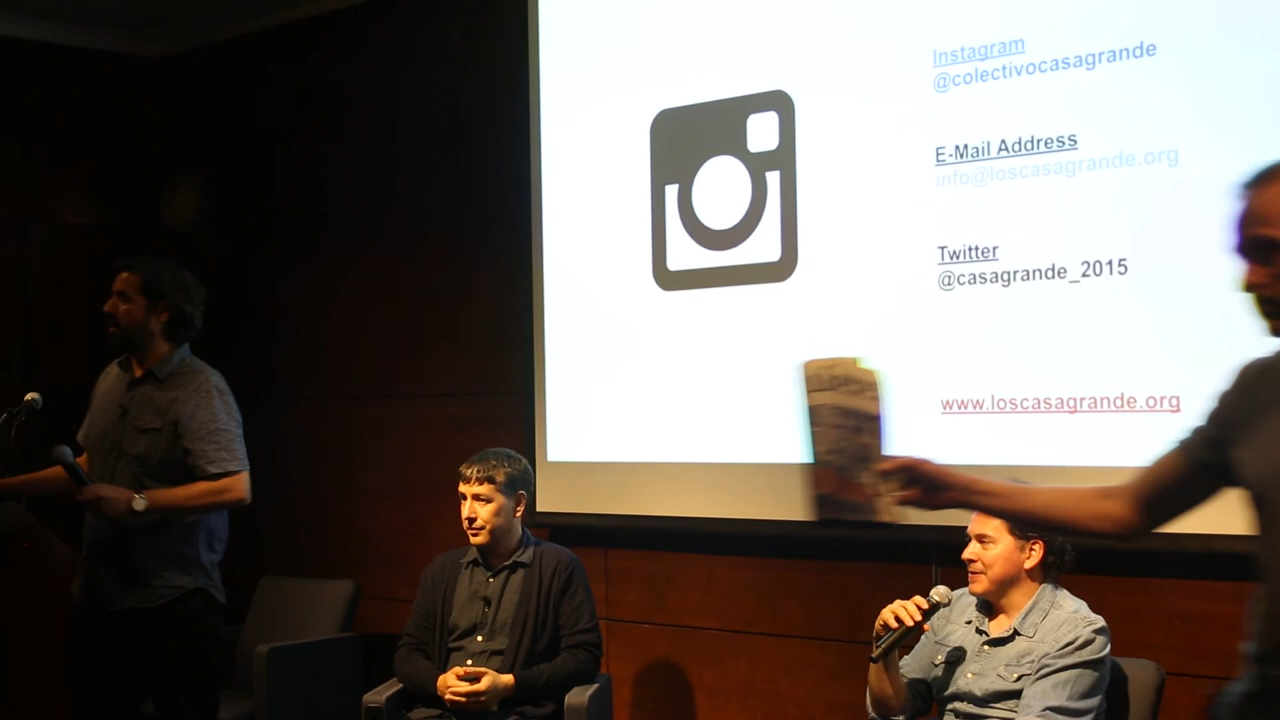 Instagram
@colectivocasagrande
E-Mail Address
info@loscasagrande.org
Twitter
@casagrande_2015
www.loscasagrande.org